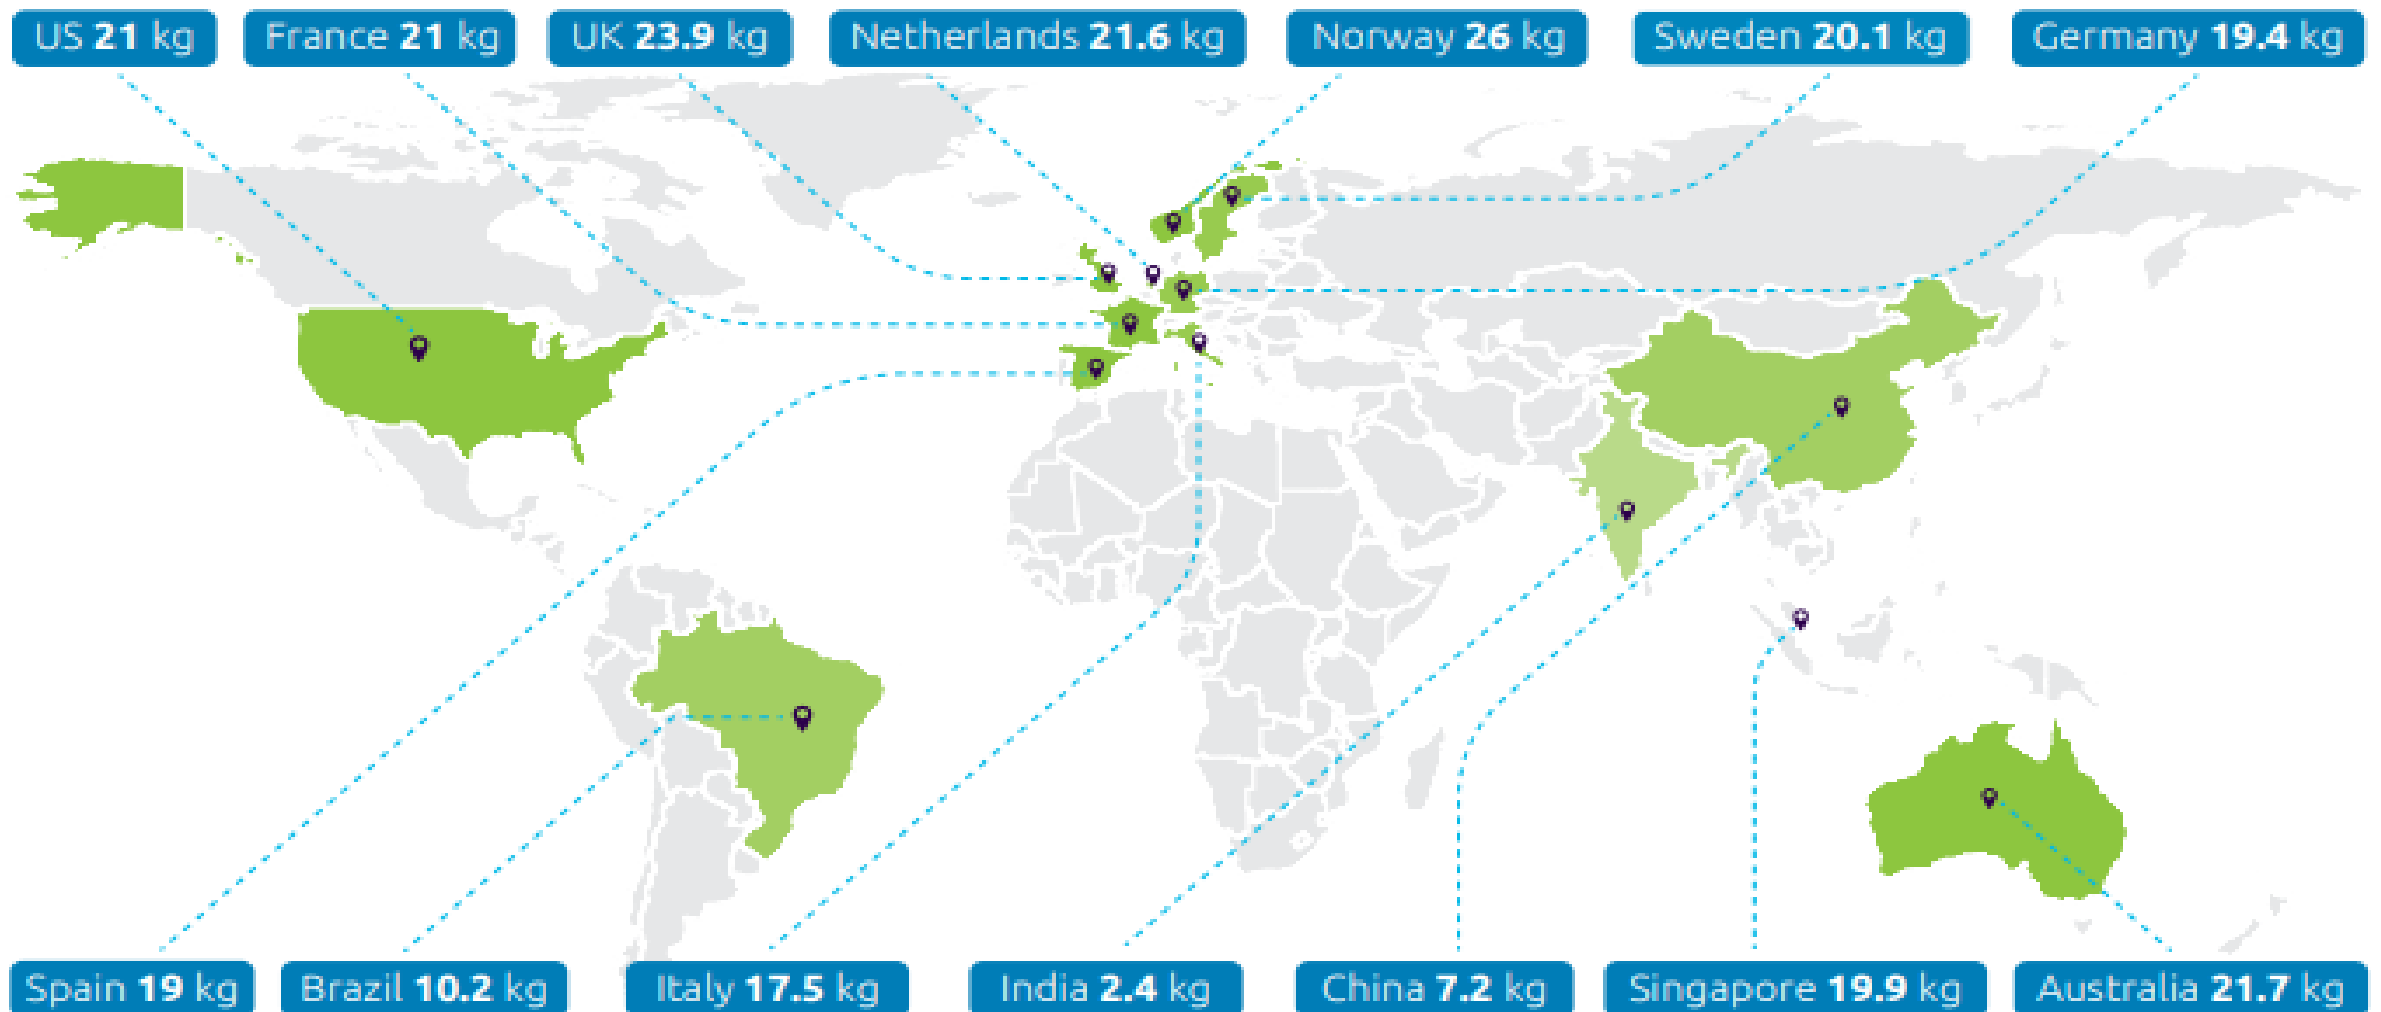 US 21 kg
France 21 kg
UK 23.9 kg
Netherlands 21.6 kg
Norway 26 kg
Sweden 20.1 kg
Germany 19.4 kg
Spain 19 kg
Brazil 10.2 kg
Italy 17.5 kg
India 2.4 kg
China 7.2 kg
Singapore 19.9 kg
Australia 21.7 kg